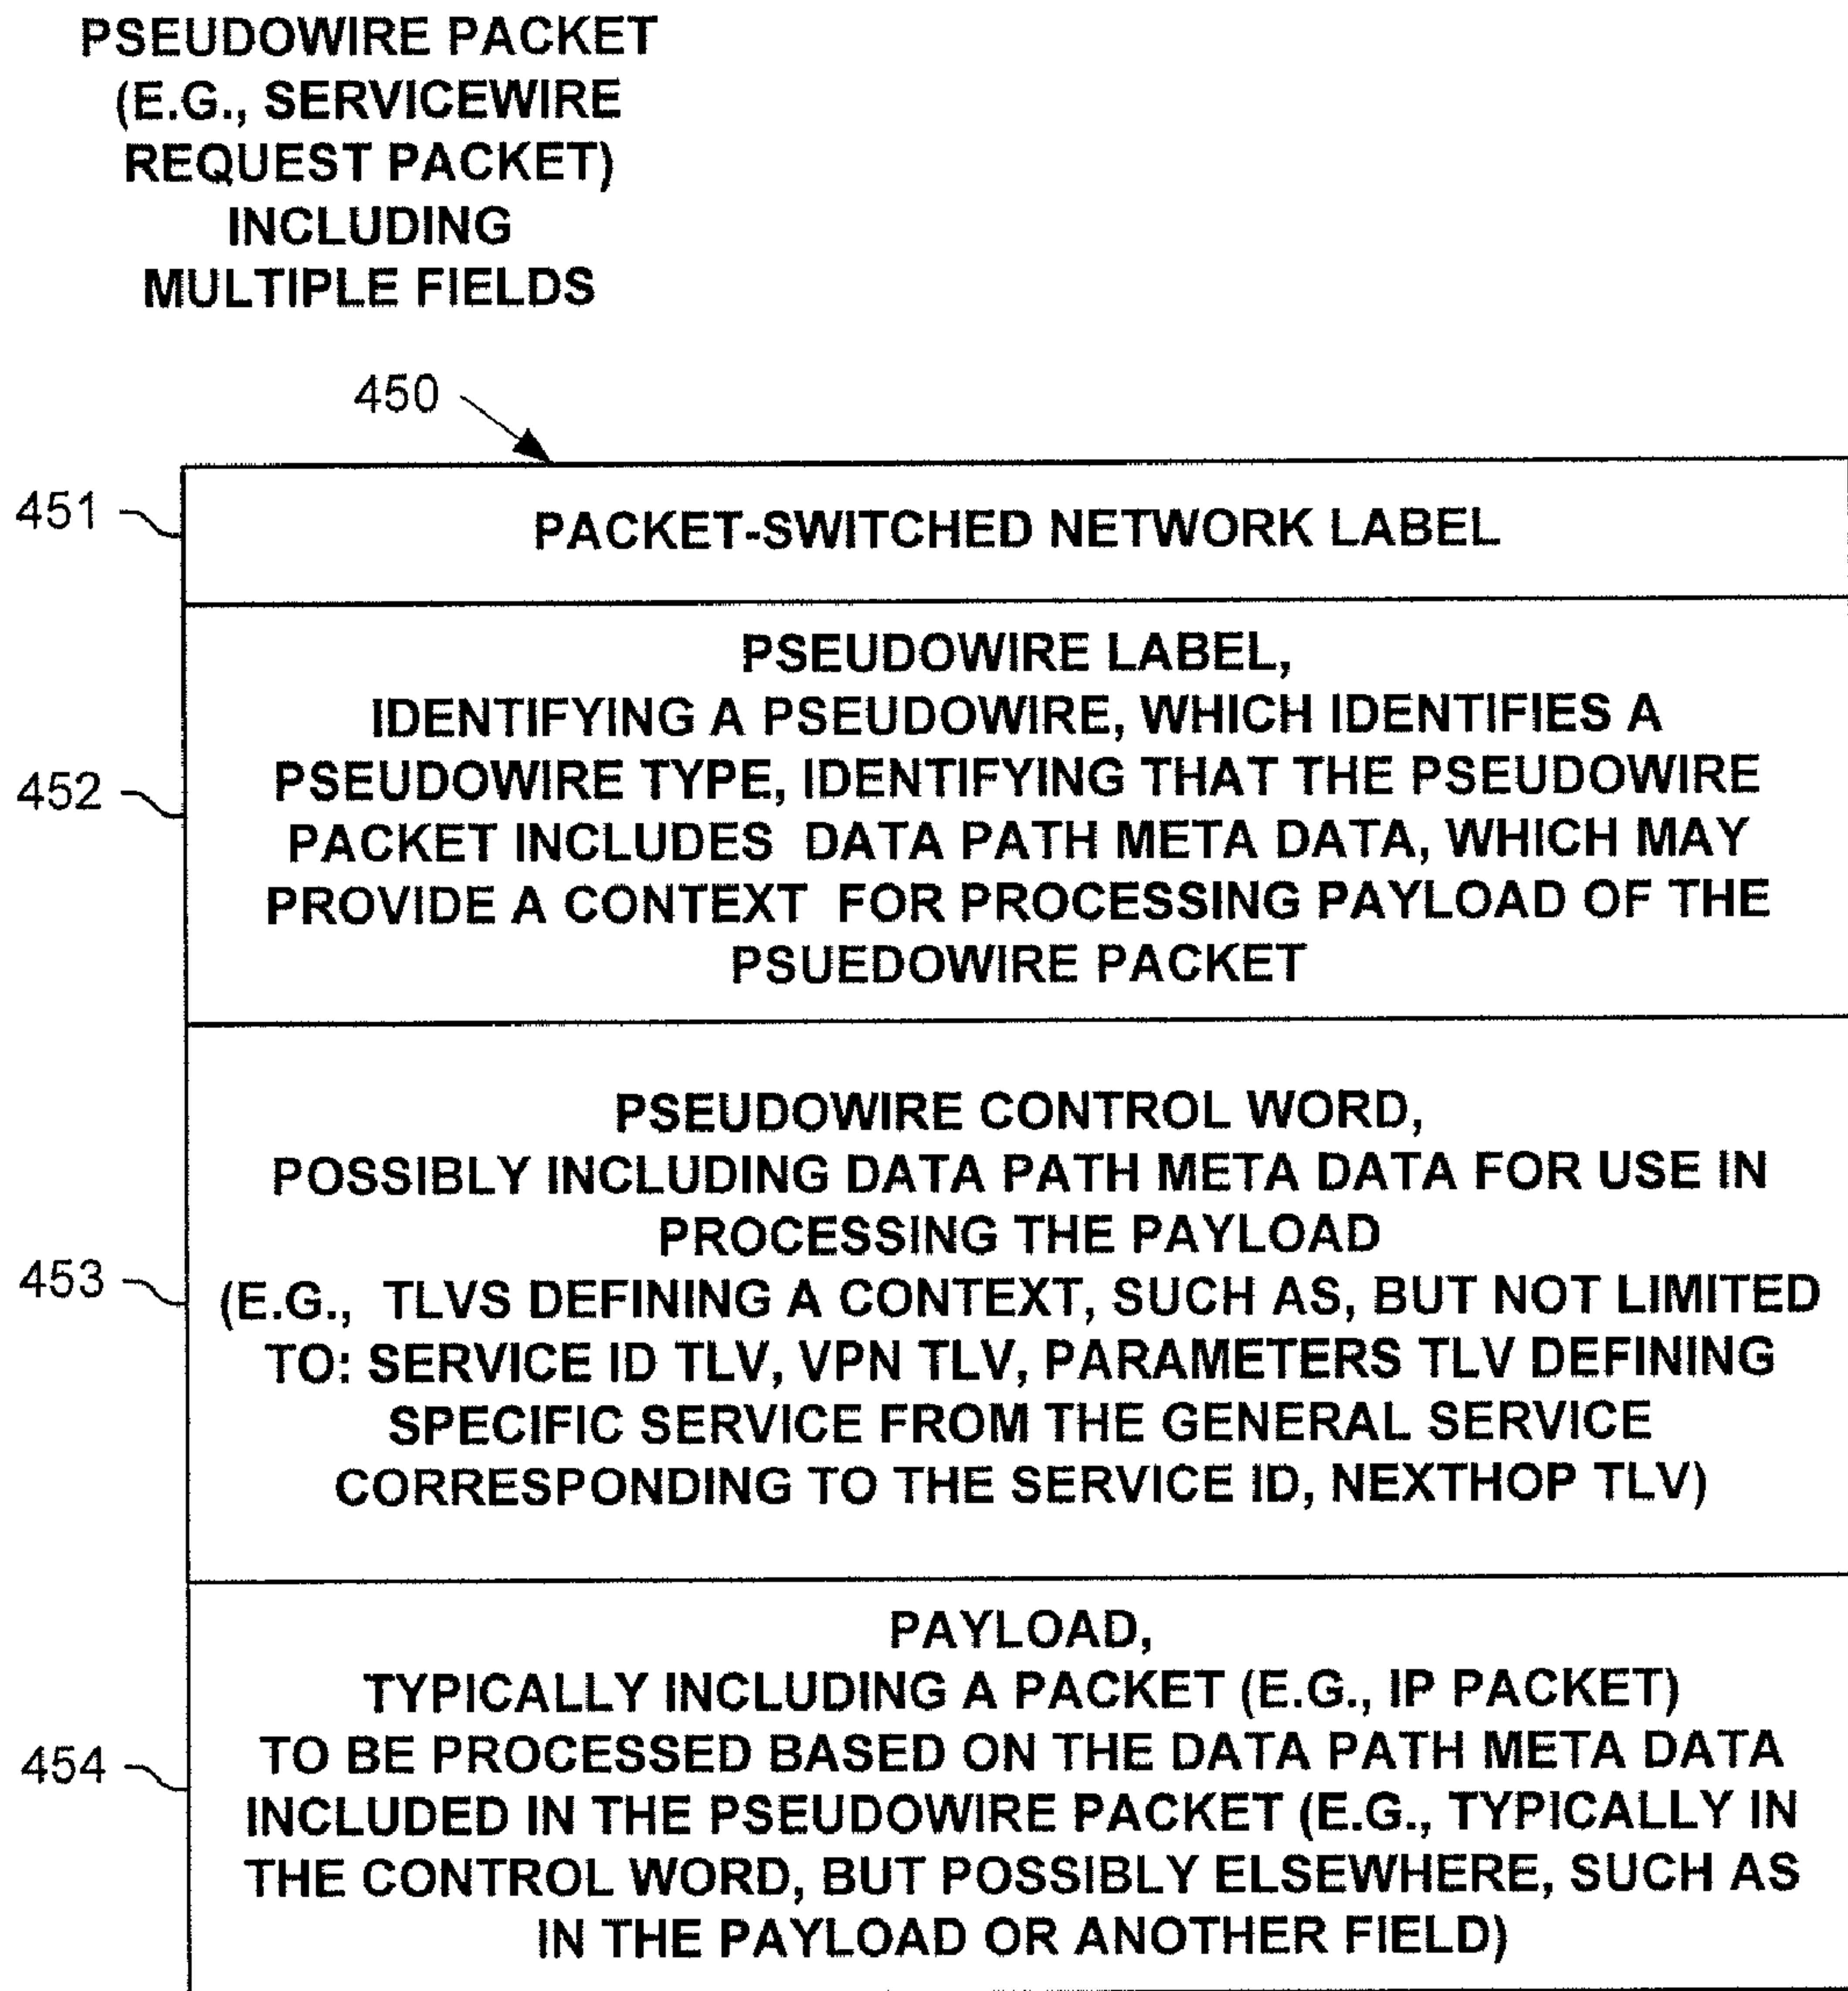 PSEUDOWIRE PACKET
(E.G., SERVICEWIRE
REQUEST PACKET)
INCLUDING
MULTIPLE FIELDS
450
451
PACKET-SWITCHED NETWORK LABEL
PSEUDOWIRE LABEL,
IDENTIFYING A PSEUDOWIRE, WHICH IDENTIFIES A
452
PSEUDOWIRE TYPE, IDENTIFYING THAT THE PSEUDOWIRE
PACKET INCLUDES DATA PATH META DATA, WHICH MAY
PROVIDE A CONTEXT FOR PROCESSING PAYLOAD OF THE
PSUEDOWIRE PACKET
PSEUDOWIRE CONTROL WORD,
POSSIBLY INCLUDING DATA PATH META DATA FOR USE IN
PROCESSING THE PAYLOAD
453
(E.G., TLVS DEFINING A CONTEXT, SUCH AS, BUT NOT LIMITED
TO: SERVICE ID TLV, VPN TLV, PARAMETERS TLV DEFINING
SPECIFIC SERVICE FROM THE GENERAL SERVICE
CORRESPONDING TO THE SERVICE ID, NEXTHOP TLV)
PAYLOAD,
TYPICALLY INCLUDING A PACKET (E.G., IP PACKET)
454
TO BE PROCESSED BASED ON THE DATA PATH META DATA
INCLUDED IN THE PSEUDOWIRE PACKET (E.G., TYPICALLY IN
THE CONTROL WORD, BUT POSSIBLY ELSEWHERE, SUCH AS
IN THE PAYLOAD OR ANOTHER FIELD)